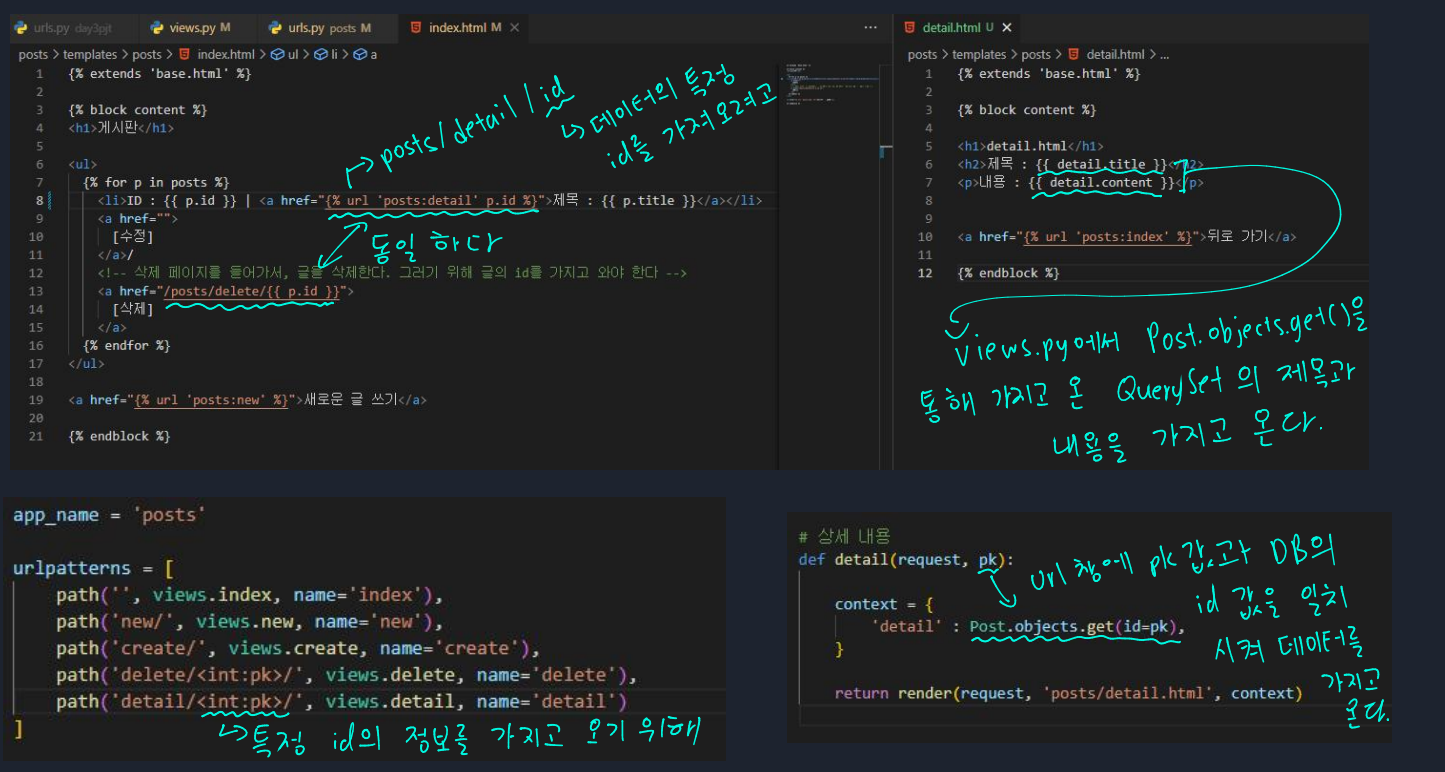 urls.py day3pjt
views.py M
urls.py posts M
index.html M
posts > templates > posts > index.html > ul > li > a
1 {% extends 'base.html' %}
2
3 {% block content %}
4 <h1>게시판</h1>
5
6 <ul>
7 {% for p in posts %}
8 <li>ID : {{ p.id }} | <a href="{% url 'posts:detail' p.id %}">제목 : {{ p.title }}</a></li>
9 <a href="">
10 [수정]
11 </a>/
12 <!-- 삭제 페이지를 들어가서, 글을 삭제한다. 그러기 위해 글의 id를 가지고 와야 한다 -->
13 <a href="/posts/delete/{{ p.id }}">
14 [삭제]
15 </a>
16 {% endfor %}
17 </ul>
18
19 <a href="{% url 'posts:new' %}">새로운 글 쓰기</a>
20
21 {% endblock %}
posts/detail/id
데이터의 특정
id를 가져오려고
동일 하다
detail.html U
posts > templates > posts > detail.html > ...
1 {% extends 'base.html' %}
2
3 {% block content %}
4
5 <h1>detail.html</h1>
6 <h2>제목 : {{ detail.title }}</h2>
7 <p>내용 : {{ detail.content }}</p>
8
9
10 <a href="{% url 'posts:index' %}">뒤로 가기</a>
11
12 {% endblock %}
views.py에서 Post.objects.get()을
통해 가지고 온 QuerySet 의 제목과
내용을 가지고 온다.
app_name = 'posts'
urlpatterns = [
path('', views.index, name='index'),
path('new/', views.new, name='new'),
path('create/', views.create, name='create'),
path('delete/<int:pk>/', views.delete, name='delete'),
path('detail/<int:pk>/', views.detail, name='detail')
]
특정 id의 정보를 가지고 오기 위해
# 상세 내용
def detail(request, pk):
context = {
'detail' : Post.objects.get(id=pk),
}
return render(request, 'posts/detail.html', context)
url 창에 pk 값과 DB의
id 값을 일치
시켜 데이터를
가지고
온다.